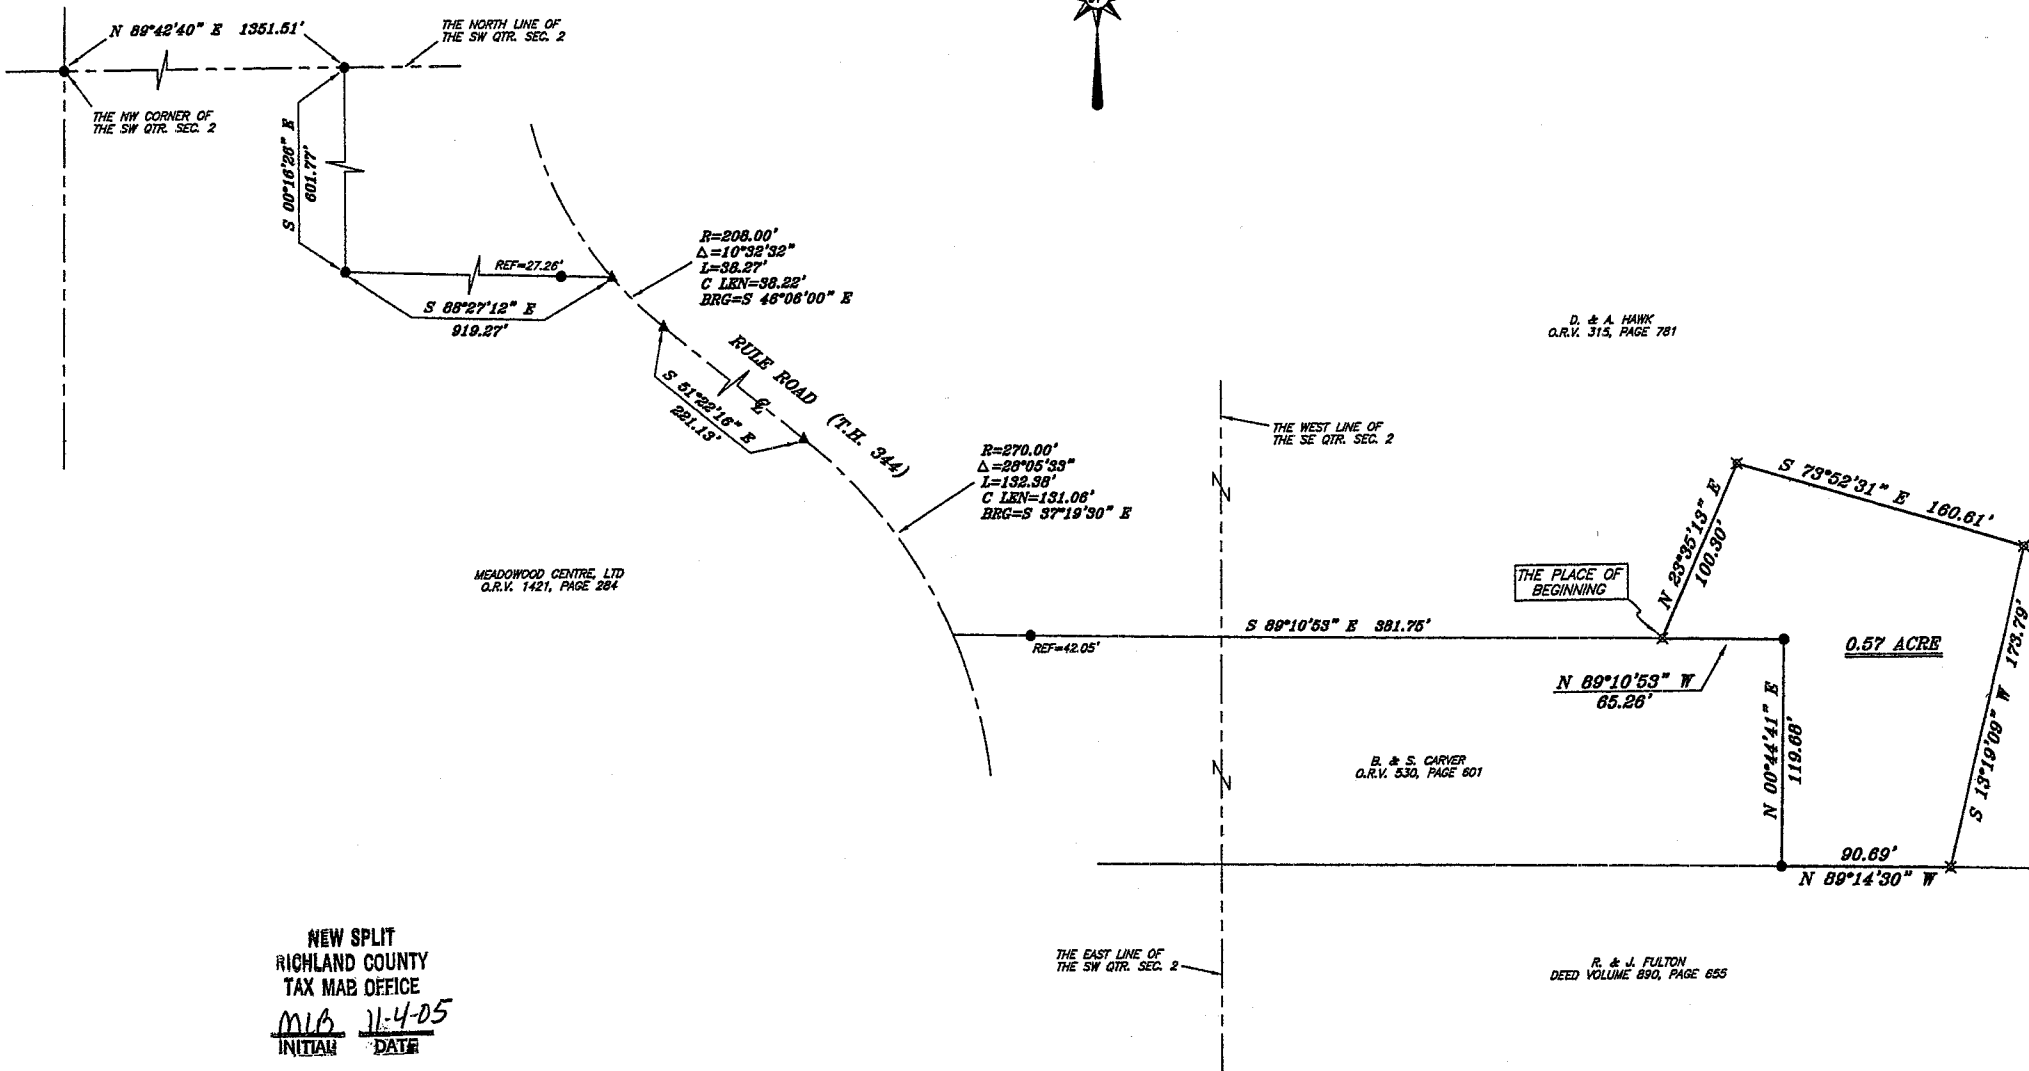 N 89°42'40" E 1351.51'
THE NORTH LINE OF
THE SW QTR. SEC. 2
THE NW CORNER OF
THE SW QTR. SEC. 2
S 00°16'26" E
601.77'
REF=27.26'
S 88°27'12" E
919.27'
R=208.00'
Δ=10°32'32"
L=38.27'
C LEN=38.22'
BRG=S 46°06'00" E
RULE ROAD (T.H. 344)
S 51°22'16" E
221.13'
R=270.00'
Δ=28°05'33"
L=132.38'
C LEN=131.06'
BRG=S 37°19'30" E
MEADOWOOD CENTRE, LTD
O.R.V. 1421, PAGE 284
D. & A. HAWK
O.R.V. 315, PAGE 781
THE WEST LINE OF
THE SE QTR. SEC. 2
S 73°52'31" E 160.61'
N 23°35'13" E
100.30'
THE PLACE OF
BEGINNING
S 89°10'53" E 381.75'
REF=42.05'
N 89°10'53" W
65.26'
0.57 ACRE
S 13°19'09" W 173.79'
N 00°44'41" E
119.68'
B. & S. CARVER
O.R.V. 530, PAGE 601
90.69'
N 89°14'30" W
THE EAST LINE OF
THE SW QTR. SEC. 2
R. & J. FULTON
DEED VOLUME 890, PAGE 655
NEW SPLIT
RICHLAND COUNTY
TAX MAP OFFICE
MLB 11-4-05
INITIAL DATE